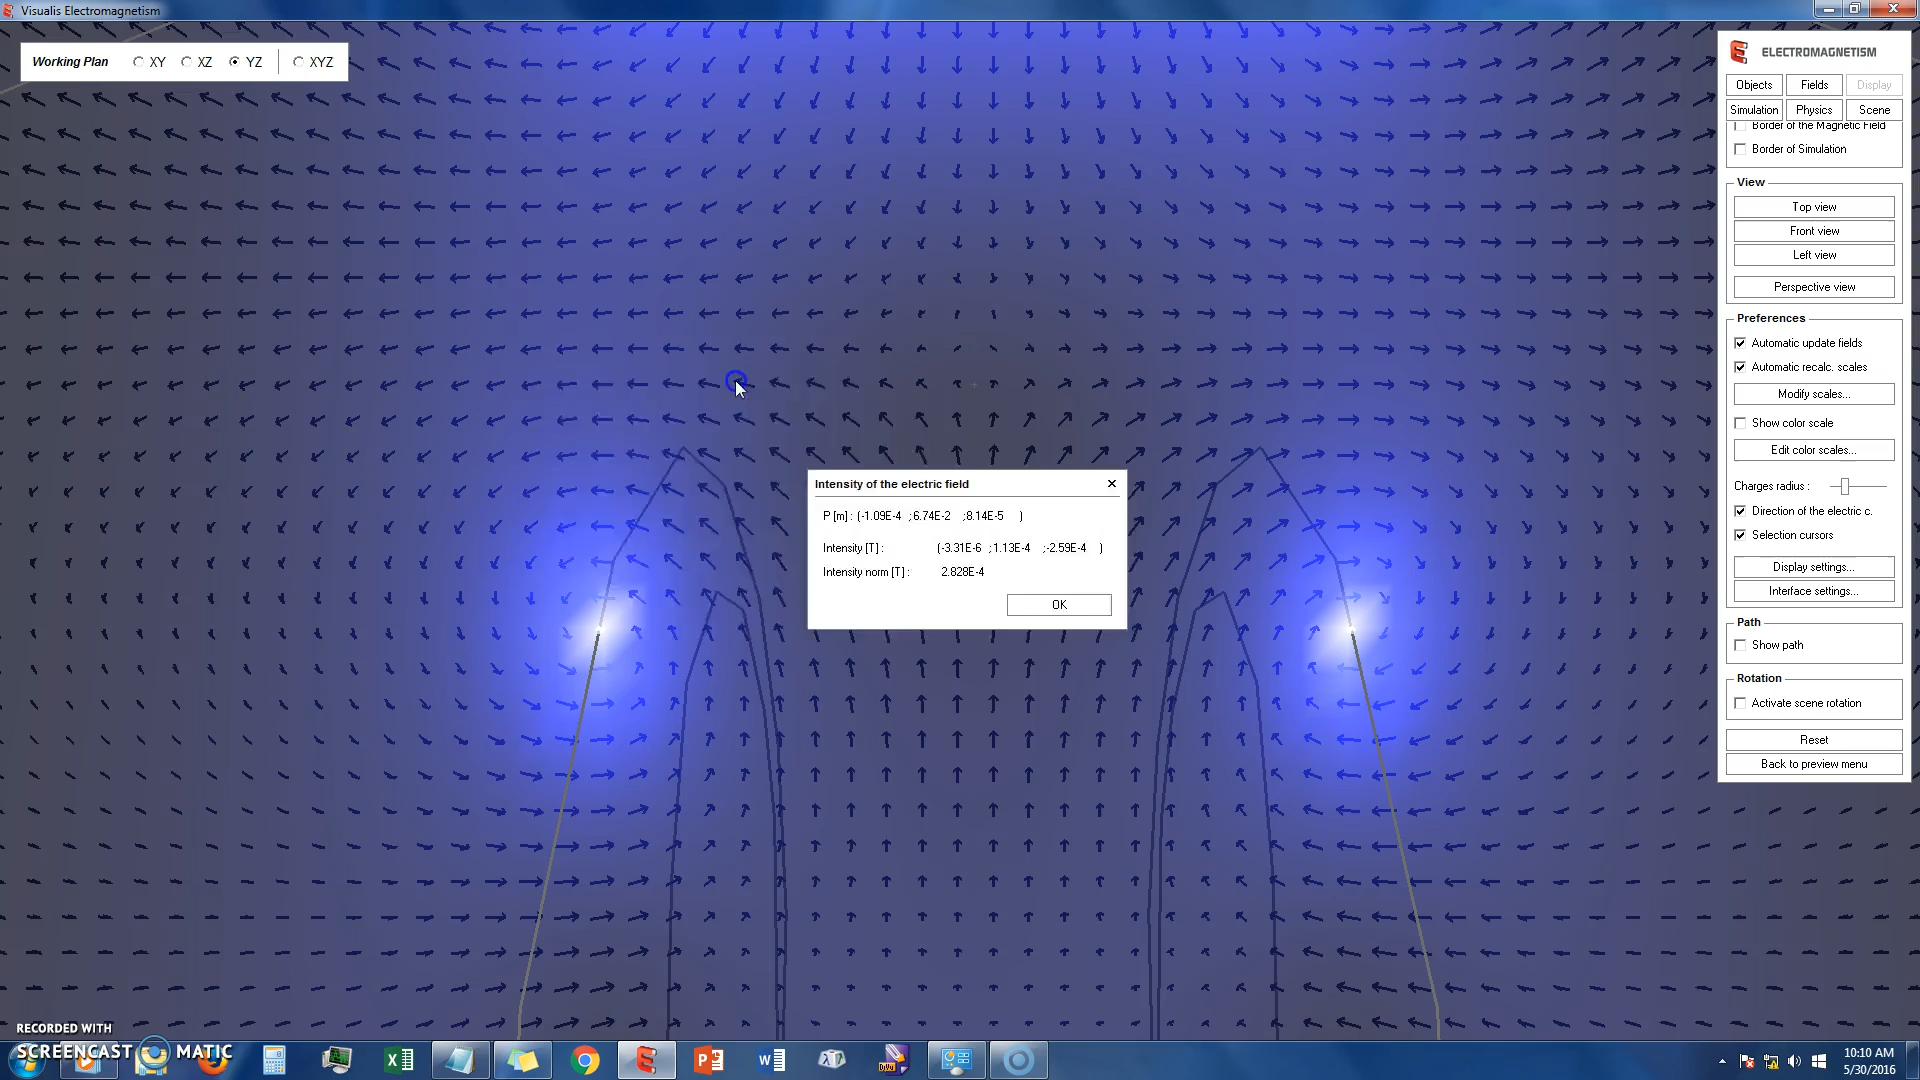 Visualis Electromagnetism
Working Plan XY XZ YZ XYZ
ELECTROMAGNETISM
Objects Fields Display
Simulation Physics Scene
Border of the Magnetic Field
Border of Simulation
View
Top view
Front view
Left view
Perspective view
Preferences
Automatic update fields
Automatic recalc. scales
Modify scales...
Show color scale
Edit color scales...
Charges radius :
Direction of the electric c.
Selection cursors
Display settings...
Interface settings...
Path
Show path
Rotation
Activate scene rotation
Reset
Back to preview menu
Intensity of the electric field
P [m] : (-1.09E-4 ;6.74E-2 ;8.14E-5 )
Intensity [T] : (-3.31E-6 ;1.13E-4 ;-2.59E-4 )
Intensity norm [T] : 2.828E-4
OK
RECORDED WITH
SCREENCAST MATIC
10:10 AM
5/30/2016